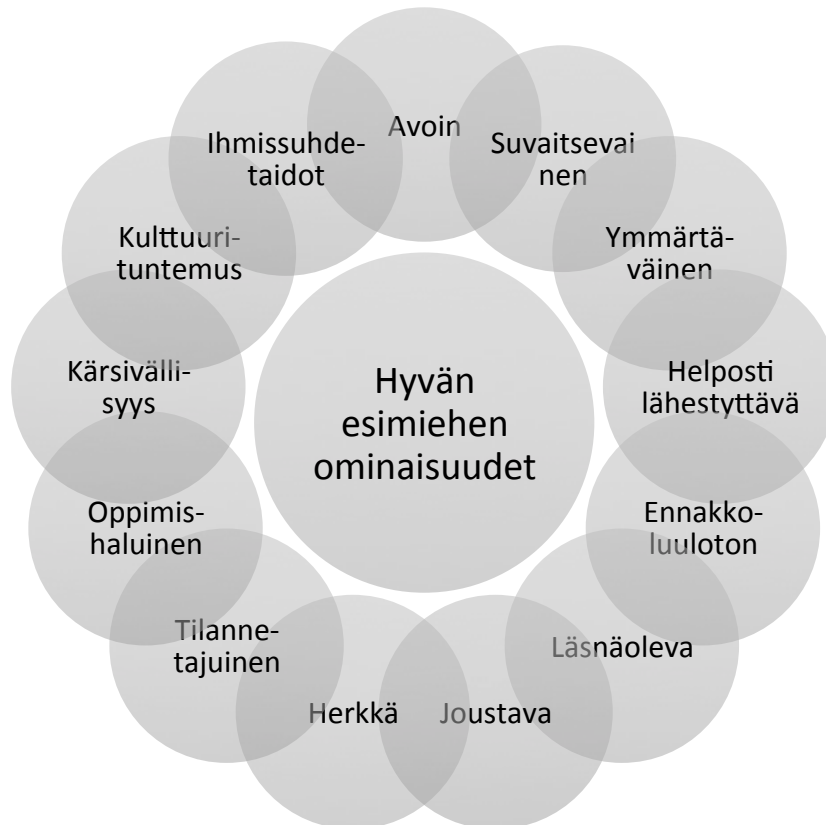 Avoin
Suvaitsevai
nen
Ymmärtä-
väinen
Helposti
lähestyttävä
Ennakko-
luuloton
Läsnäoleva
Joustava
Herkkä
Tilanne-
tajuinen
Oppimis-
haluinen
Kärsivälli-
syys
Kulttuuri-
tuntemus
Ihmissuhde-
taidot
Hyvän
esimiehen
ominaisuudet